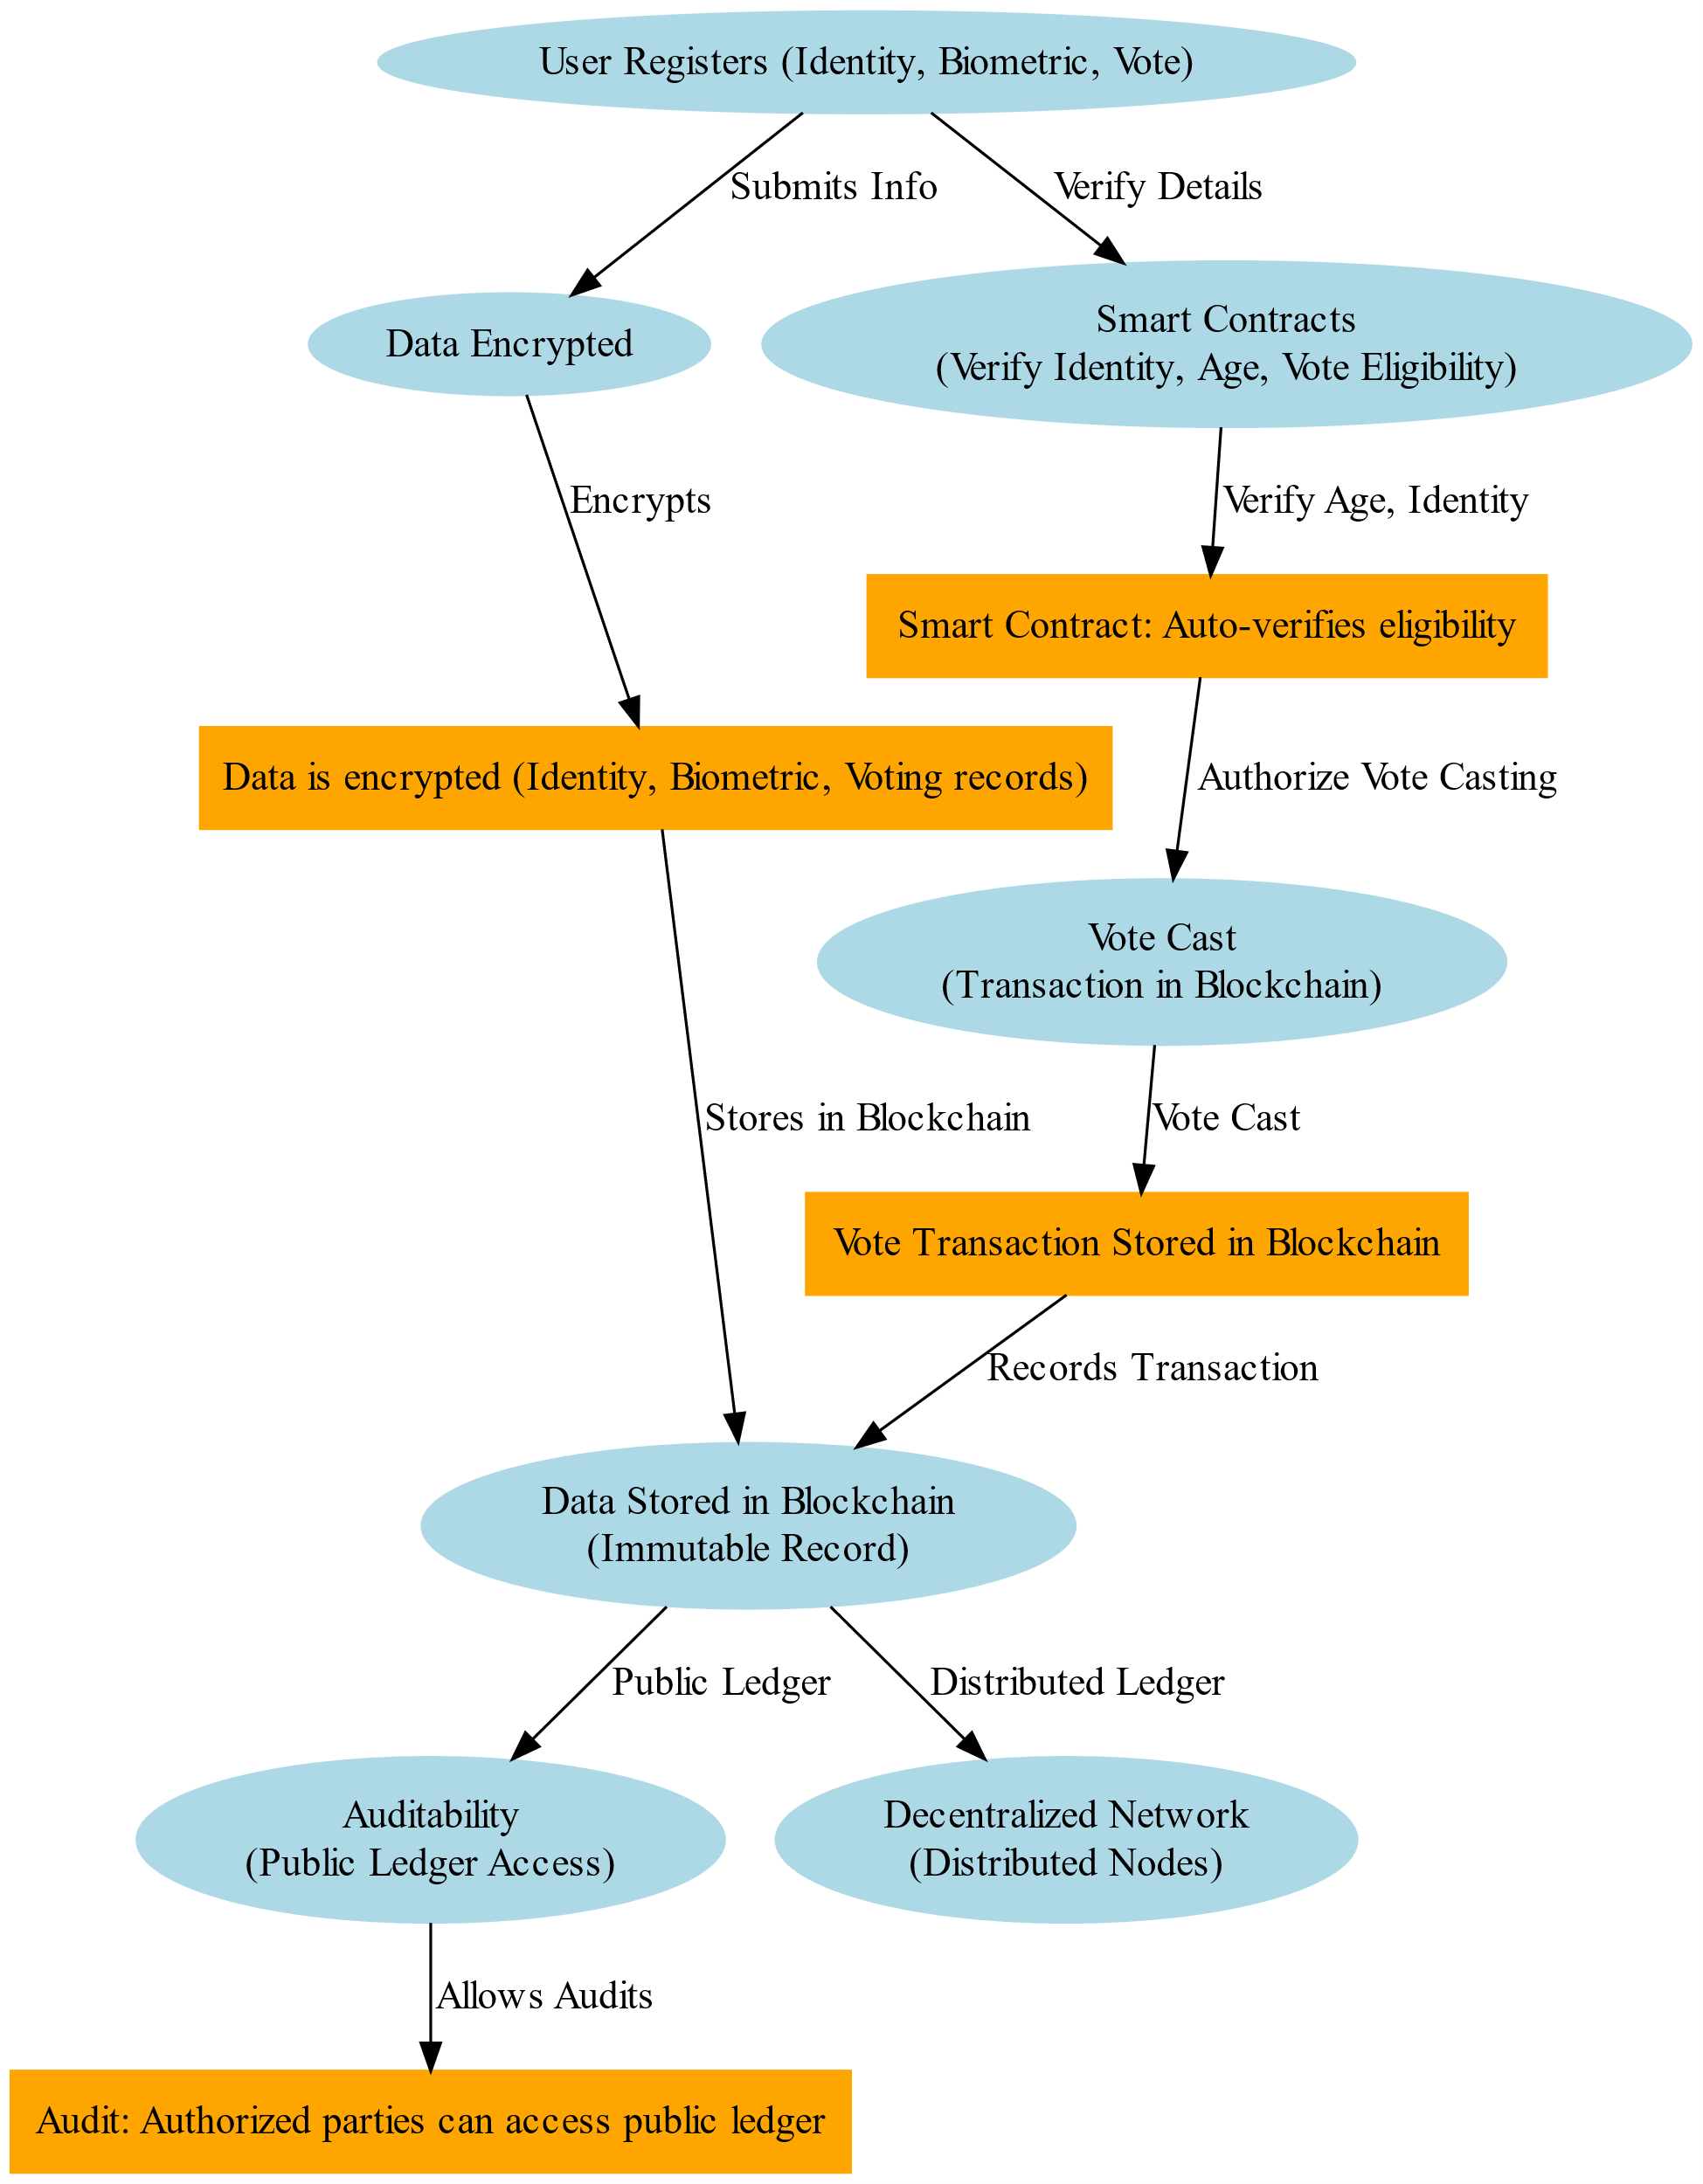 User Registers (Identity, Biometric, Vote)
Submits Info
Verify Details
Data Encrypted
Smart Contracts
(Verify Identity, Age, Vote Eligibility)
Encrypts
Verify Age, Identity
Smart Contract: Auto-verifies eligibility
Data is encrypted (Identity, Biometric, Voting records)
Authorize Vote Casting
Vote Cast
(Transaction in Blockchain)
Stores in Blockchain
Vote Cast
Vote Transaction Stored in Blockchain
Records Transaction
Data Stored in Blockchain
(Immutable Record)
Public Ledger
Distributed Ledger
Auditability
(Public Ledger Access)
Decentralized Network
(Distributed Nodes)
Allows Audits
Audit: Authorized parties can access public ledger